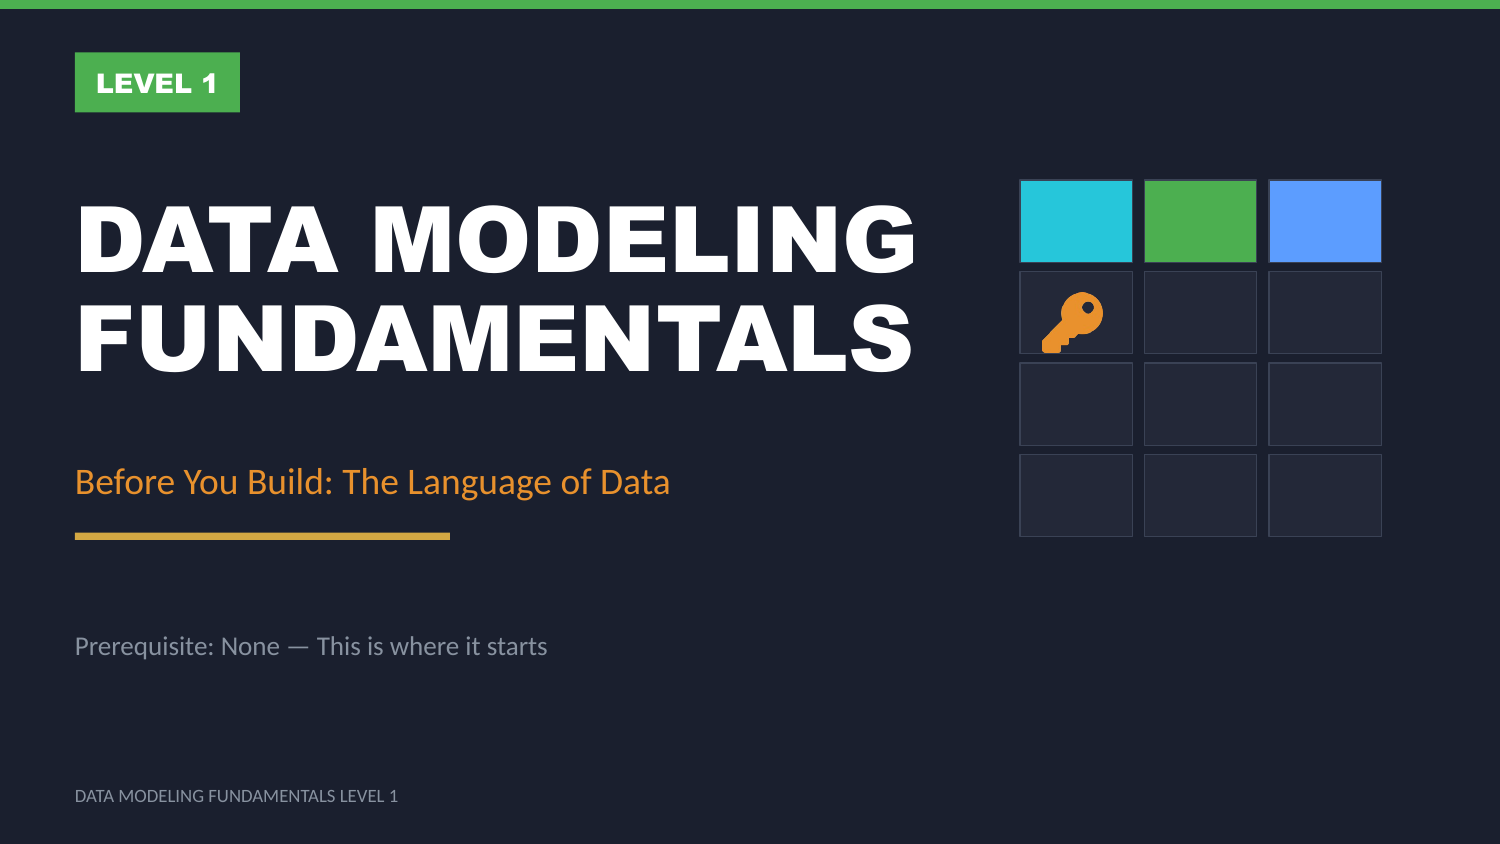 LEVEL 1
DATA MODELING
FUNDAMENTALS
Before You Build: The Language of Data
Prerequisite: None — This is where it starts
DATA MODELING FUNDAMENTALS LEVEL 1